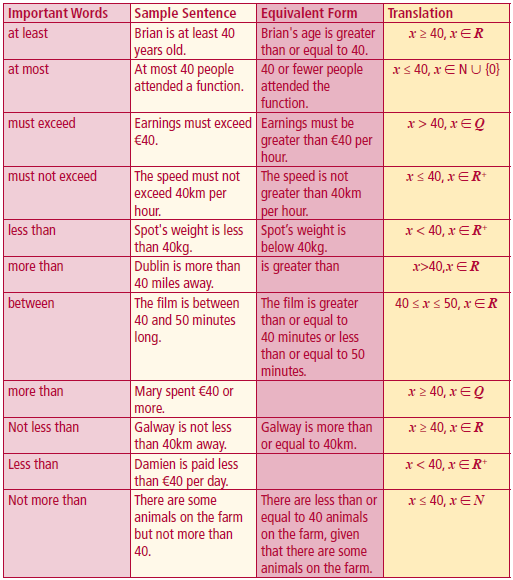 Important Words Sample Sentence Equivalent Form Translation
at least Brian is at least 40 Brian's age is greater x ≥ 40, x ∈ R
years old. than or equal to 40.
at most At most 40 people 40 or fewer people x ≤ 40, x ∈ N ∪ {0}
attended a function. attended the
function.
must exceed Earnings must exceed Earnings must be x > 40, x ∈ Q
€40. greater than €40 per
hour.
must not exceed The speed must not The speed is not x ≤ 40, x ∈ R⁺
exceed 40km per greater than 40km
hour. per hour.
less than Spot's weight is less Spot's weight is x < 40, x ∈ R⁺
than 40kg. below 40kg.
more than Dublin is more than is greater than x>40,x ∈ R
40 miles away.
between The film is between The film is greater 40 ≤ x ≤ 50, x ∈ R
40 and 50 minutes than or equal to
long. 40 minutes or less
than or equal to 50
minutes.
more than Mary spent €40 or x ≥ 40, x ∈ Q
more.
Not less than Galway is not less Galway is more than x ≥ 40, x ∈ R
than 40km away. or equal to 40km.
Less than Damien is paid less x < 40, x ∈ R⁺
than €40 per day.
Not more than There are some There are less than or x ≤ 40, x ∈ N
animals on the farm equal to 40 animals
but not more than on the farm, given
40. that there are some
animals on the farm.